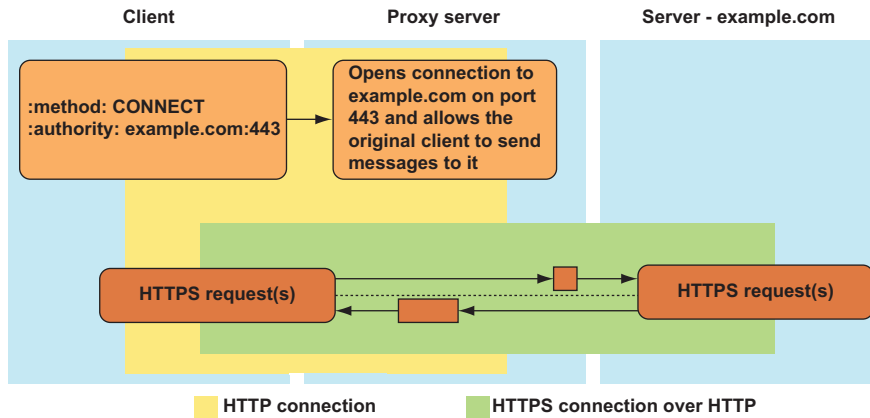 Client
Proxy server
Server - example.com
:method: CONNECT
:authority: example.com:443
Opens connection to
example.com on port
443 and allows the
original client to send
messages to it
HTTPS request(s)
HTTPS request(s)
HTTP connection
HTTPS connection over HTTP